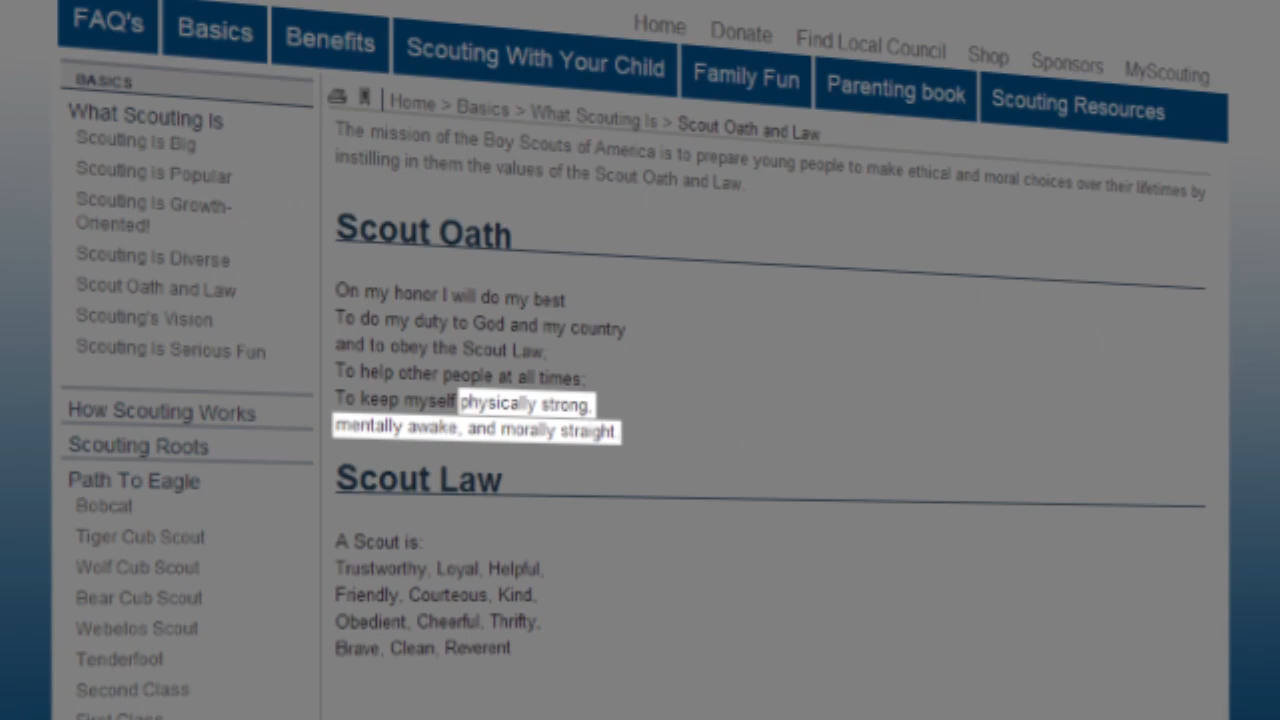 Home Donate Find Local Council Shop Sponsors MyScouting
FAQ's Basics Benefits Scouting With Your Child Family Fun Parenting book Scouting Resources
BASICS
What Scouting Is
Scouting Is Big
Scouting Is Popular
Scouting Is Growth-
Oriented!
Scouting Is Diverse
Scout Oath and Law
Scouting's Vision
Scouting Is Serious Fun
How Scouting Works
Scouting Roots
Path To Eagle
Bobcat
Tiger Cub Scout
Wolf Cub Scout
Bear Cub Scout
Webelos Scout
Tenderfoot
Second Class
First Class
Home > Basics > What Scouting Is > Scout Oath and Law
The mission of the Boy Scouts of America is to prepare young people to make ethical and moral choices over their lifetimes by
instilling in them the values of the Scout Oath and Law.
Scout Oath
On my honor I will do my best
To do my duty to God and my country
and to obey the Scout Law;
To help other people at all times;
To keep myself physically strong,
mentally awake, and morally straight.
Scout Law
A Scout is:
Trustworthy, Loyal, Helpful,
Friendly, Courteous, Kind,
Obedient, Cheerful, Thrifty,
Brave, Clean, Reverent